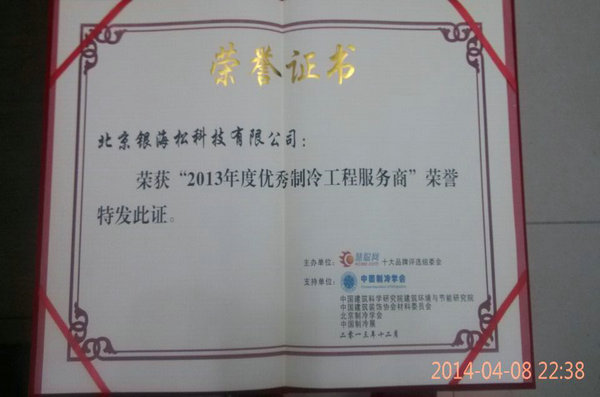 荣誉证书
北京银海松科技有限公司：
荣获“2013年度优秀制冷工程服务商”荣誉
特发此证。
主办单位： 慧聪网 十大品牌评选组委会
支持单位： 中国制冷学会
中国建筑科学研究院建筑环境与节能研究院
中国建筑装饰协会材料委员会
北京制冷学会
中国制冷展
二零一三年十二月
2014-04-08 22:38